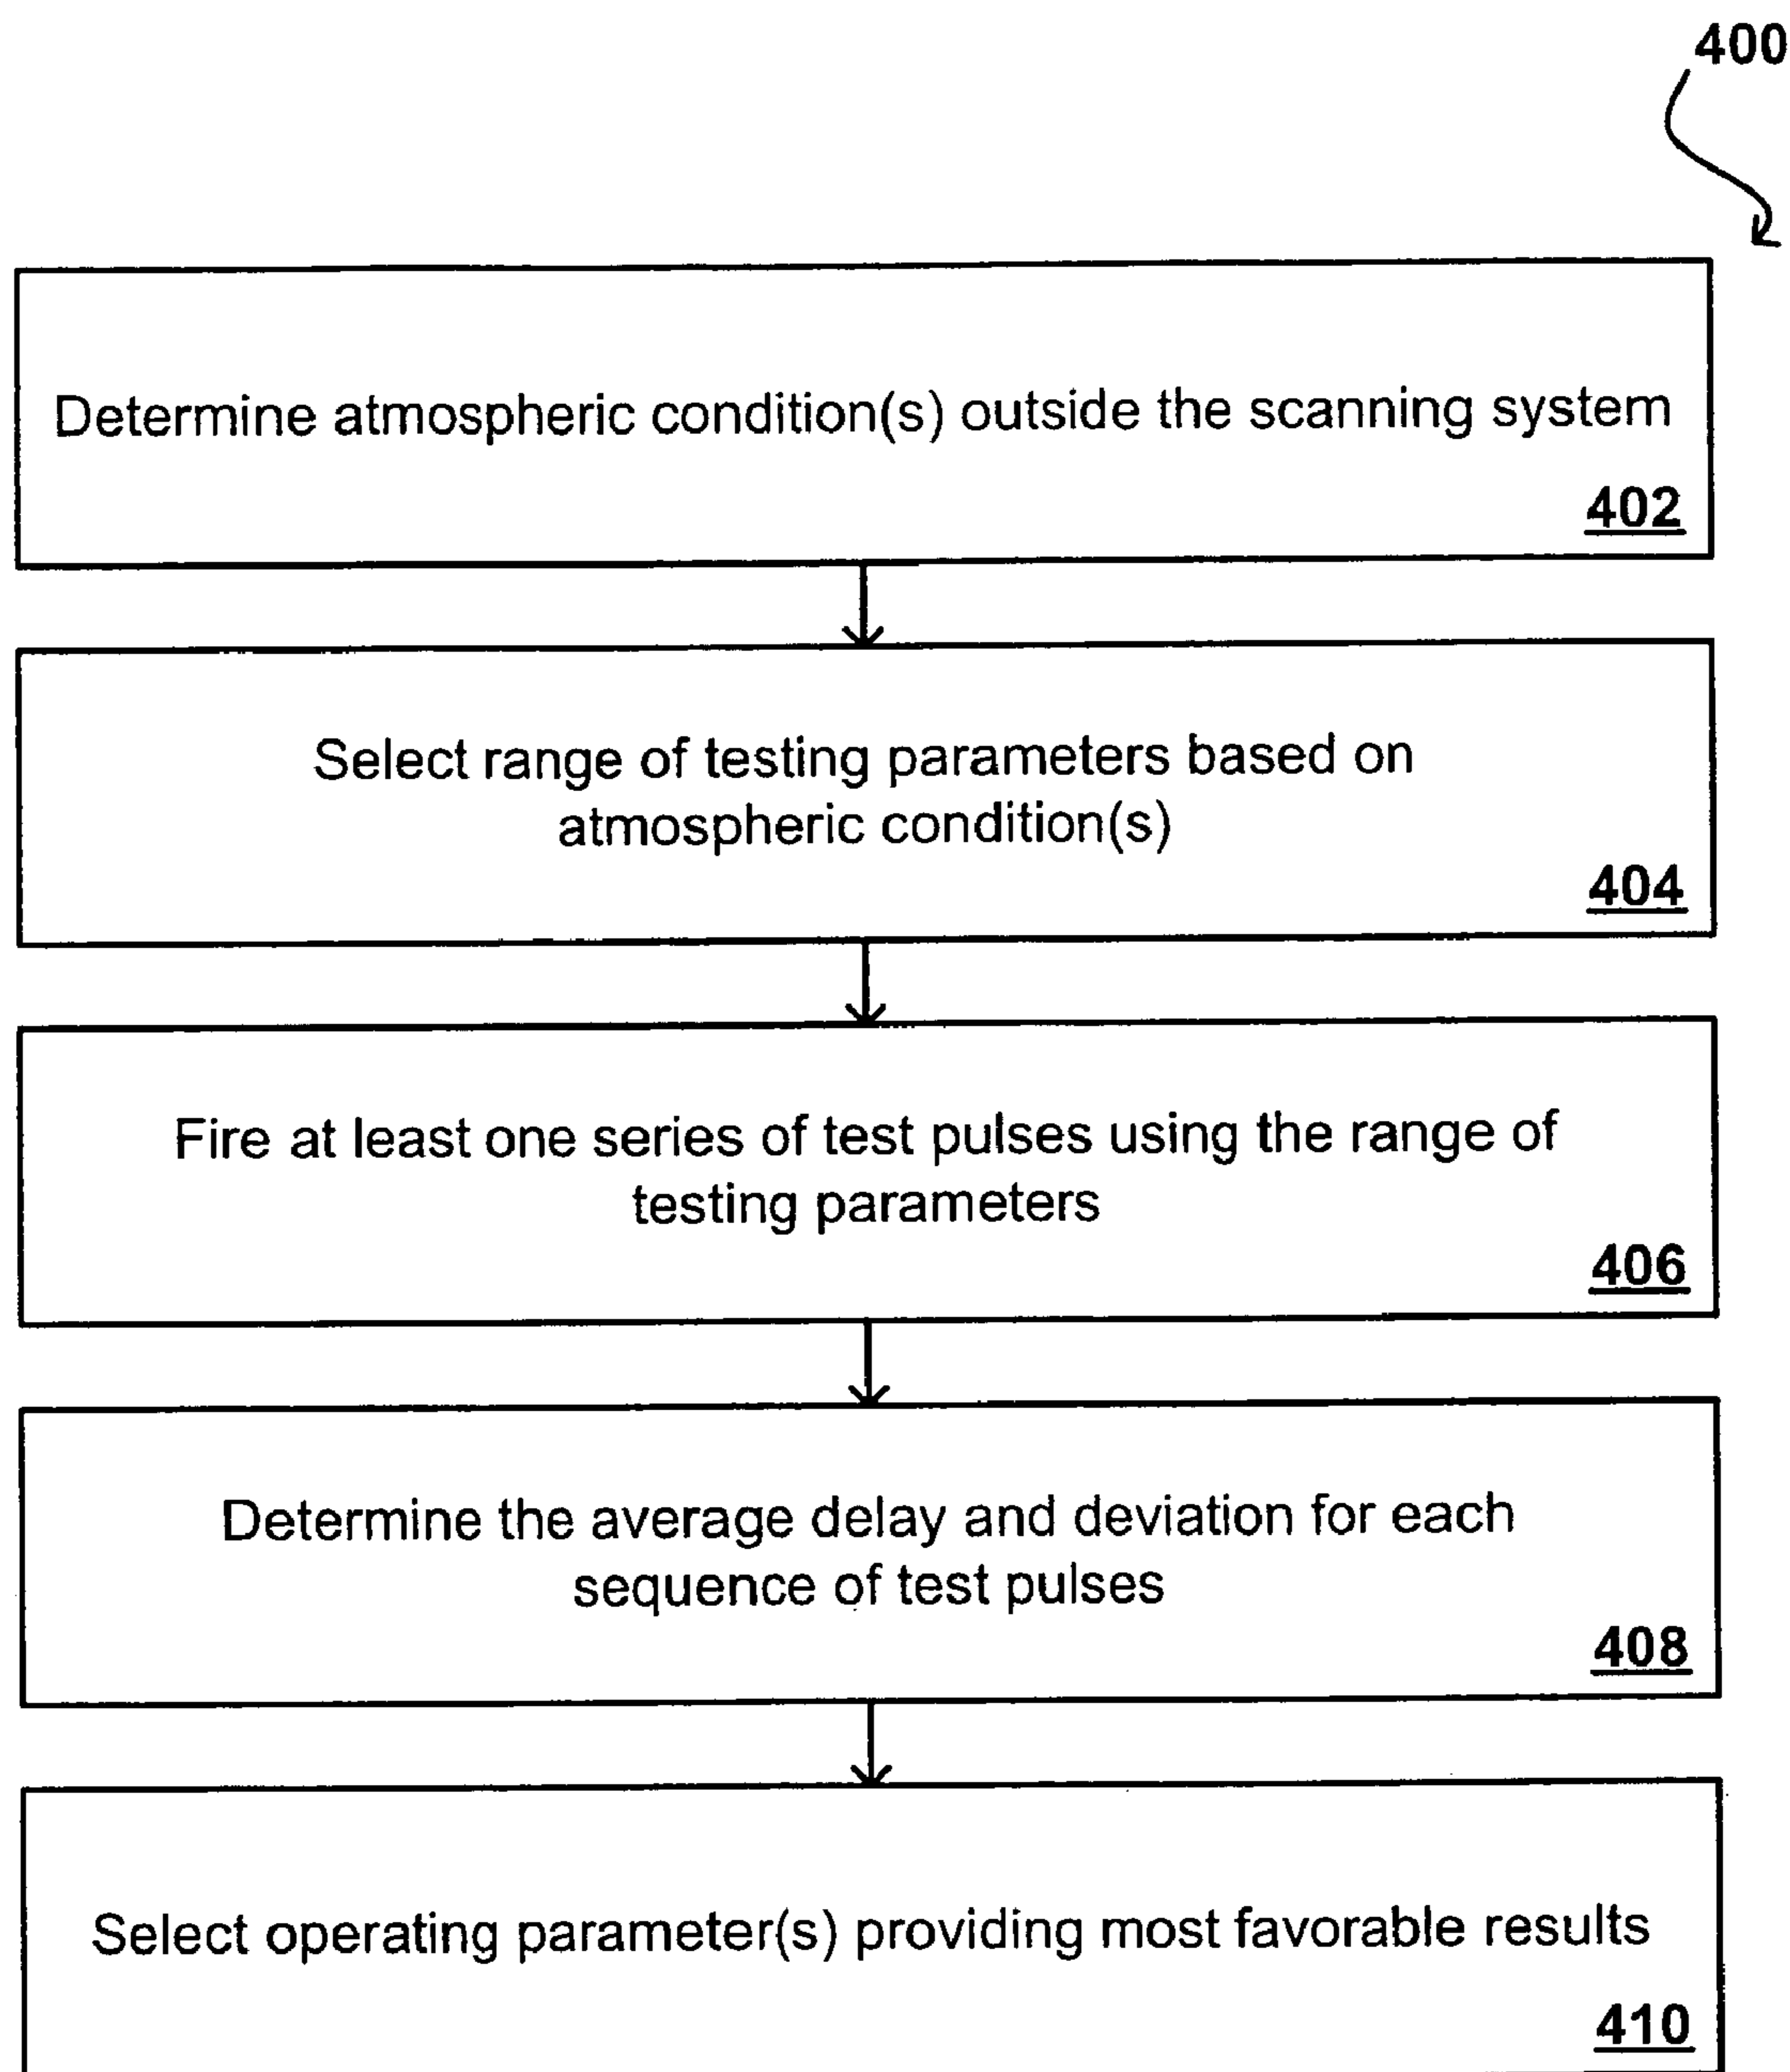 400
Determine atmospheric condition(s) outside the scanning system
402
Select range of testing parameters based on
atmospheric condition(s)
404
Fire at least one series of test pulses using the range of
testing parameters
406
Determine the average delay and deviation for each
sequence of test pulses
408
Select operating parameter(s) providing most favorable results
410